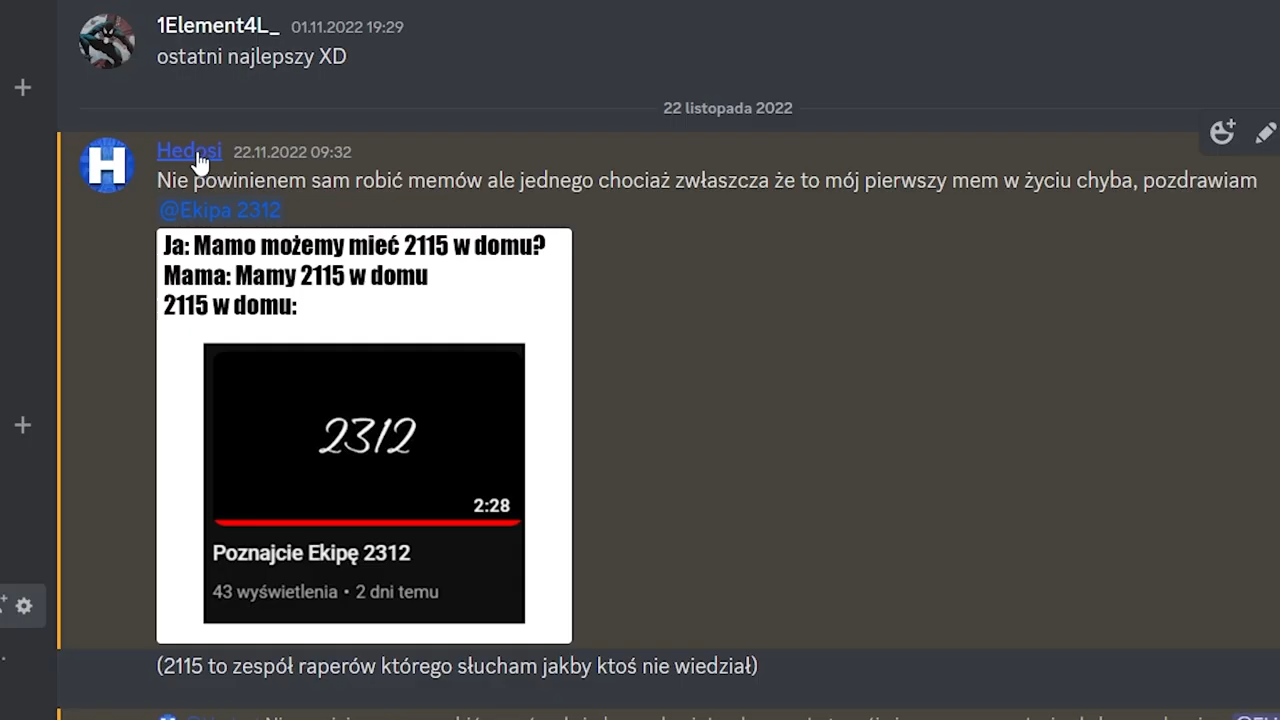 1Element4L_ 01.11.2022 19:29
ostatni najlepszy XD
22 listopada 2022
Hedosi 22.11.2022 09:32
Nie powinienem sam robić memów ale jednego chociaż zwłaszcza że to mój pierwszy mem w życiu chyba, pozdrawiam
@Ekipa 2312
Ja: Mamo możemy mieć 2115 w domu?
Mama: Mamy 2115 w domu
2115 w domu:
2312
2:28
Poznajcie Ekipę 2312
43 wyświetlenia • 2 dni temu
(2115 to zespół raperów którego słucham jakby ktoś nie wiedział)